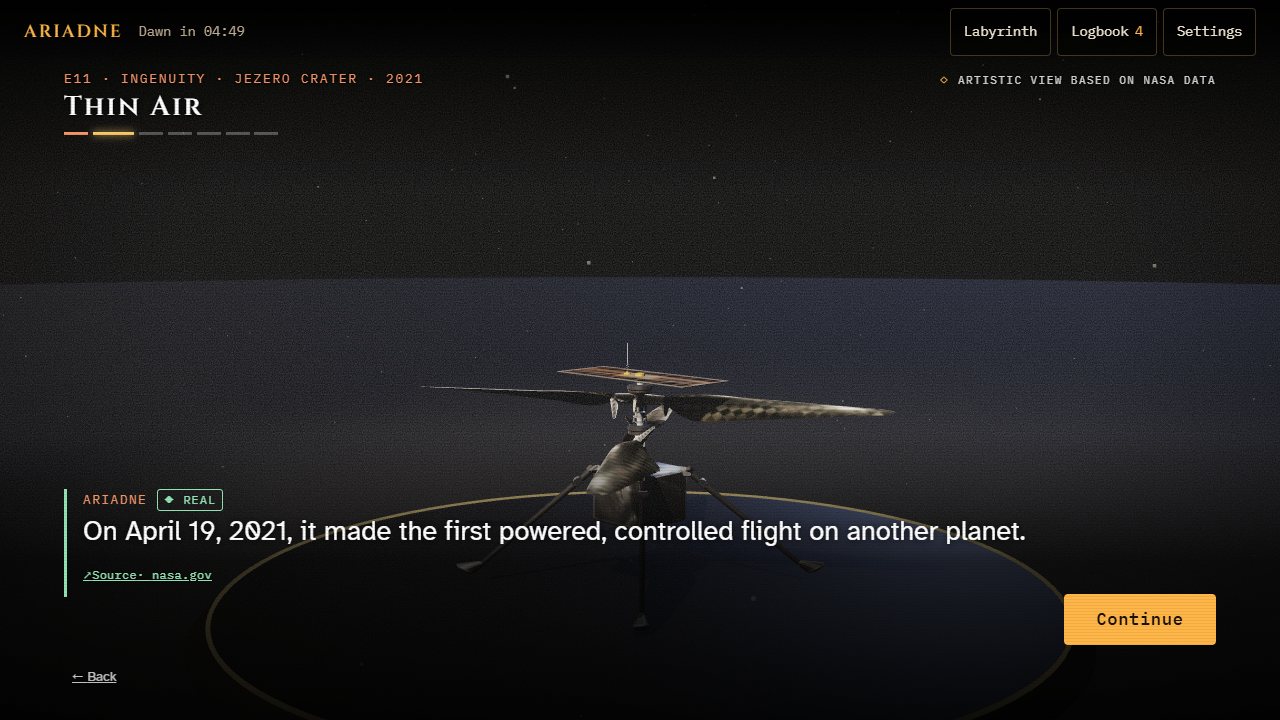 ARIADNE Dawn in 04:49 Labyrinth Logbook 4 Settings
E11 · INGENUITY · JEZERO CRATER · 2021
◇ ARTISTIC VIEW BASED ON NASA DATA
Thin Air
ARIADNE ◆ REAL
On April 19, 2021, it made the first powered, controlled flight on another planet.
↗Source· nasa.gov
Continue
← Back